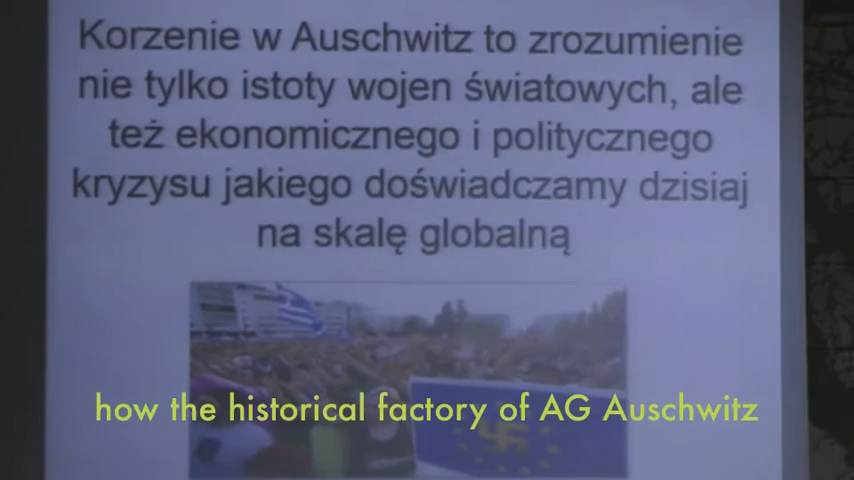 Korzenie w Auschwitz to zrozumienie
nie tylko istoty wojen światowych, ale
też ekonomicznego i politycznego
kryzysu jakiego doświadczamy dzisiaj
na skalę globalną
how the historical factory of AG Auschwitz